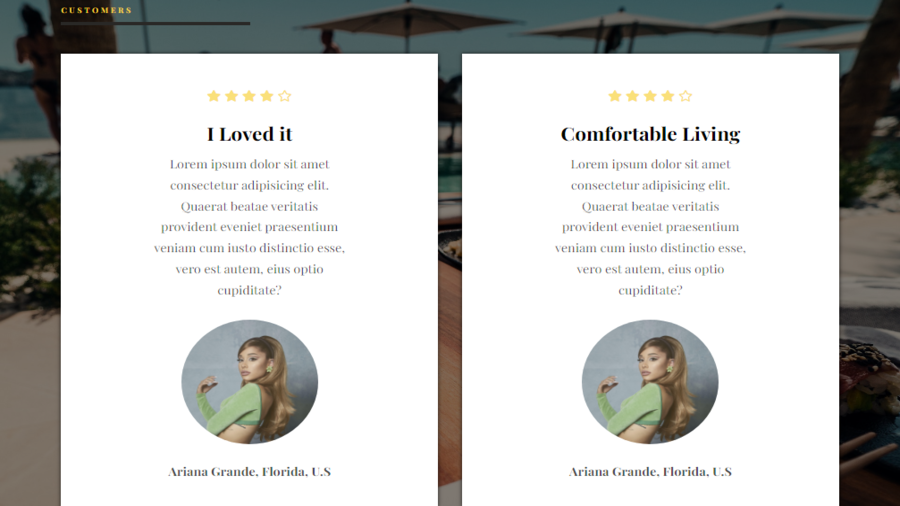 CUSTOMERS
I Loved it
Lorem ipsum dolor sit amet
consectetur adipisicing elit.
Quaerat beatae veritatis
provident eveniet praesentium
veniam cum iusto distinctio esse,
vero est autem, eius optio
cupiditate?
Ariana Grande, Florida, U.S
Comfortable Living
Lorem ipsum dolor sit amet
consectetur adipisicing elit.
Quaerat beatae veritatis
provident eveniet praesentium
veniam cum iusto distinctio esse,
vero est autem, eius optio
cupiditate?
Ariana Grande, Florida, U.S